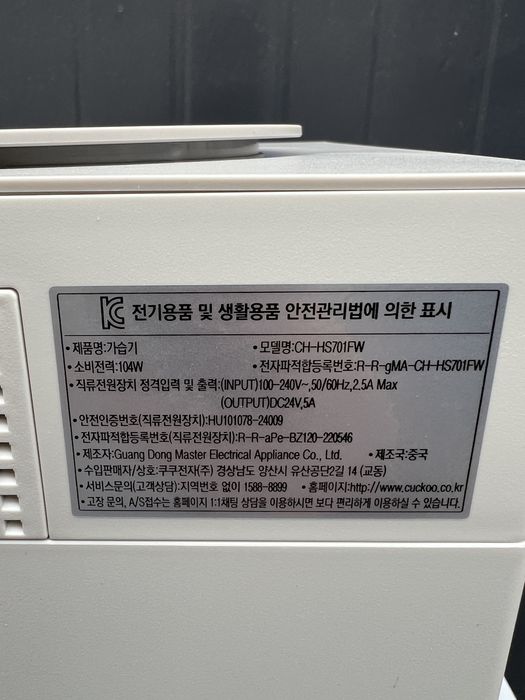 KC 전기용품 및 생활용품 안전관리법에 의한 표시
•제품명:가습기 •모델명:CH-HS701FW
•소비전력:104W •전자파적합등록번호:R-R-gMA-CH-HS701FW
•직류전원장치 정격입력 및 출력:(INPUT)100-240V~,50/60Hz,2.5A Max
(OUTPUT)DC24V,5A
•안전인증번호(직류전원장치):HU101078-24009
•전자파적합등록번호(직류전원장치):R-R-aPe-BZ120-220546
•제조자:Guang Dong Master Electrical Appliance Co., Ltd. •제조국:중국
•수입판매자/상호:쿠쿠전자(주) 경상남도 양산시 유산공단2길 14 (교동)
•서비스문의(고객상담):지역번호 없이 1588-8899 •홈페이지:http://www.cuckoo.co.kr
•고장 문의, A/S접수는 홈페이지 1:1채팅 상담을 이용하시면 보다 편리하게 이용하실 수 있습니다.